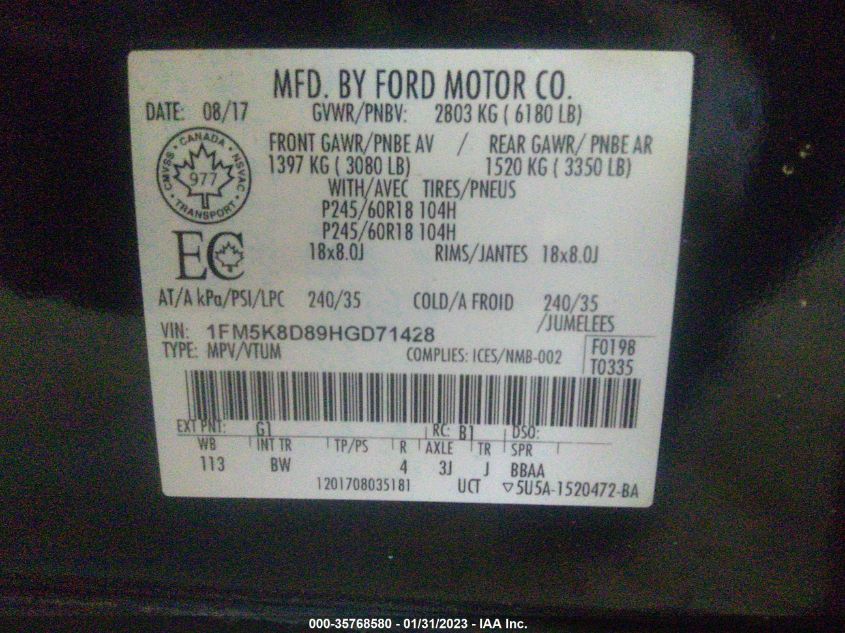 MFD. BY FORD MOTOR CO.
DATE: 08/17 GVWR/PNBV: 2803 KG ( 6180 LB)
FRONT GAWR/PNBE AV / REAR GAWR/ PNBE AR
1397 KG ( 3080 LB) 1520 KG ( 3350 LB)
WITH/AVEC TIRES/PNEUS
P245/60R18 104H
P245/60R18 104H
18x8.0J RIMS/JANTES 18x8.0J
CANADA
CMVSS NSVAC
977
TRANSPORT
EC
AT/A kPa/PSI/LPC 240/35 COLD/A FROID 240/35
/JUMELEES
VIN: 1FM5K8D89HGD71428
TYPE: MPV/VTUM COMPLIES: ICES/NMB-002
F0198
T0335
EXT PNT: G1 RC: B1 DSO:
WB INT TR TP/PS R AXLE TR SPR
113 BW 4 3J J BBAA
1201708035181 UCT ▽5U5A-1520472-BA
000-35768580 - 01/31/2023 - IAA Inc.